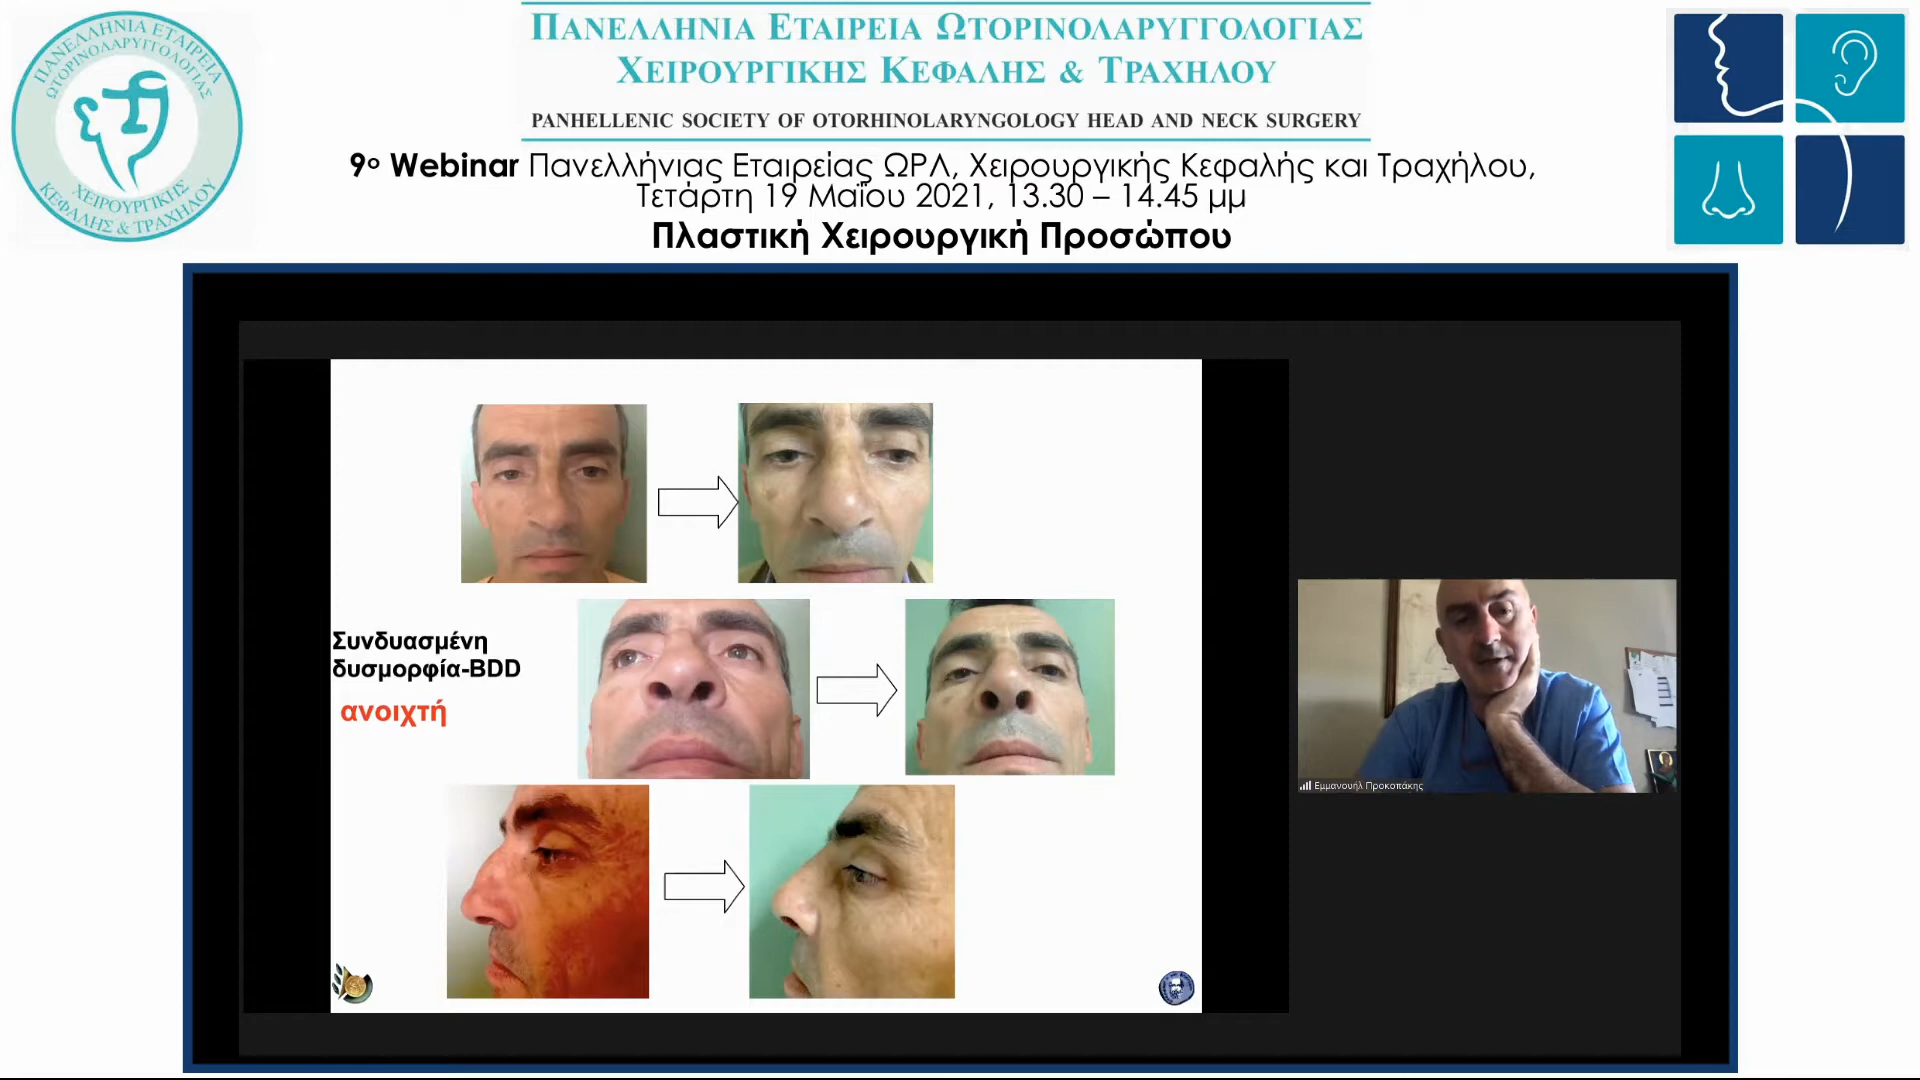 ΠΑΝΕΛΛΗΝΙΑ ΕΤΑΙΡΕΙΑ
ΩΤΟΡΙΝΟΛΑΡΥΓΓΟΛΟΓΙΑΣ
ΧΕΙΡΟΥΡΓΙΚΗΣ
ΚΕΦΑΛΗΣ & ΤΡΑΧΗΛΟΥ
ΠΑΝΕΛΛΗΝΙΑ ΕΤΑΙΡΕΙΑ ΩΤΟΡΙΝΟΛΑΡΥΓΓΟΛΟΓΙΑΣ
ΧΕΙΡΟΥΡΓΙΚΗΣ ΚΕΦΑΛΗΣ & ΤΡΑΧΗΛΟΥ
PANHELLENIC SOCIETY OF OTORHINOLARYNGOLOGY HEAD AND NECK SURGERY
9ο Webinar Πανελλήνιας Εταιρείας ΩΡΛ, Χειρουργικής Κεφαλής και Τραχήλου,
Τετάρτη 19 Μαΐου 2021, 13.30 – 14.45 μμ
Πλαστική Χειρουργική Προσώπου
Συνδυασμένη
δυσμορφία-BDD
ανοιχτή
Εμμανουήλ Προκοπάκης